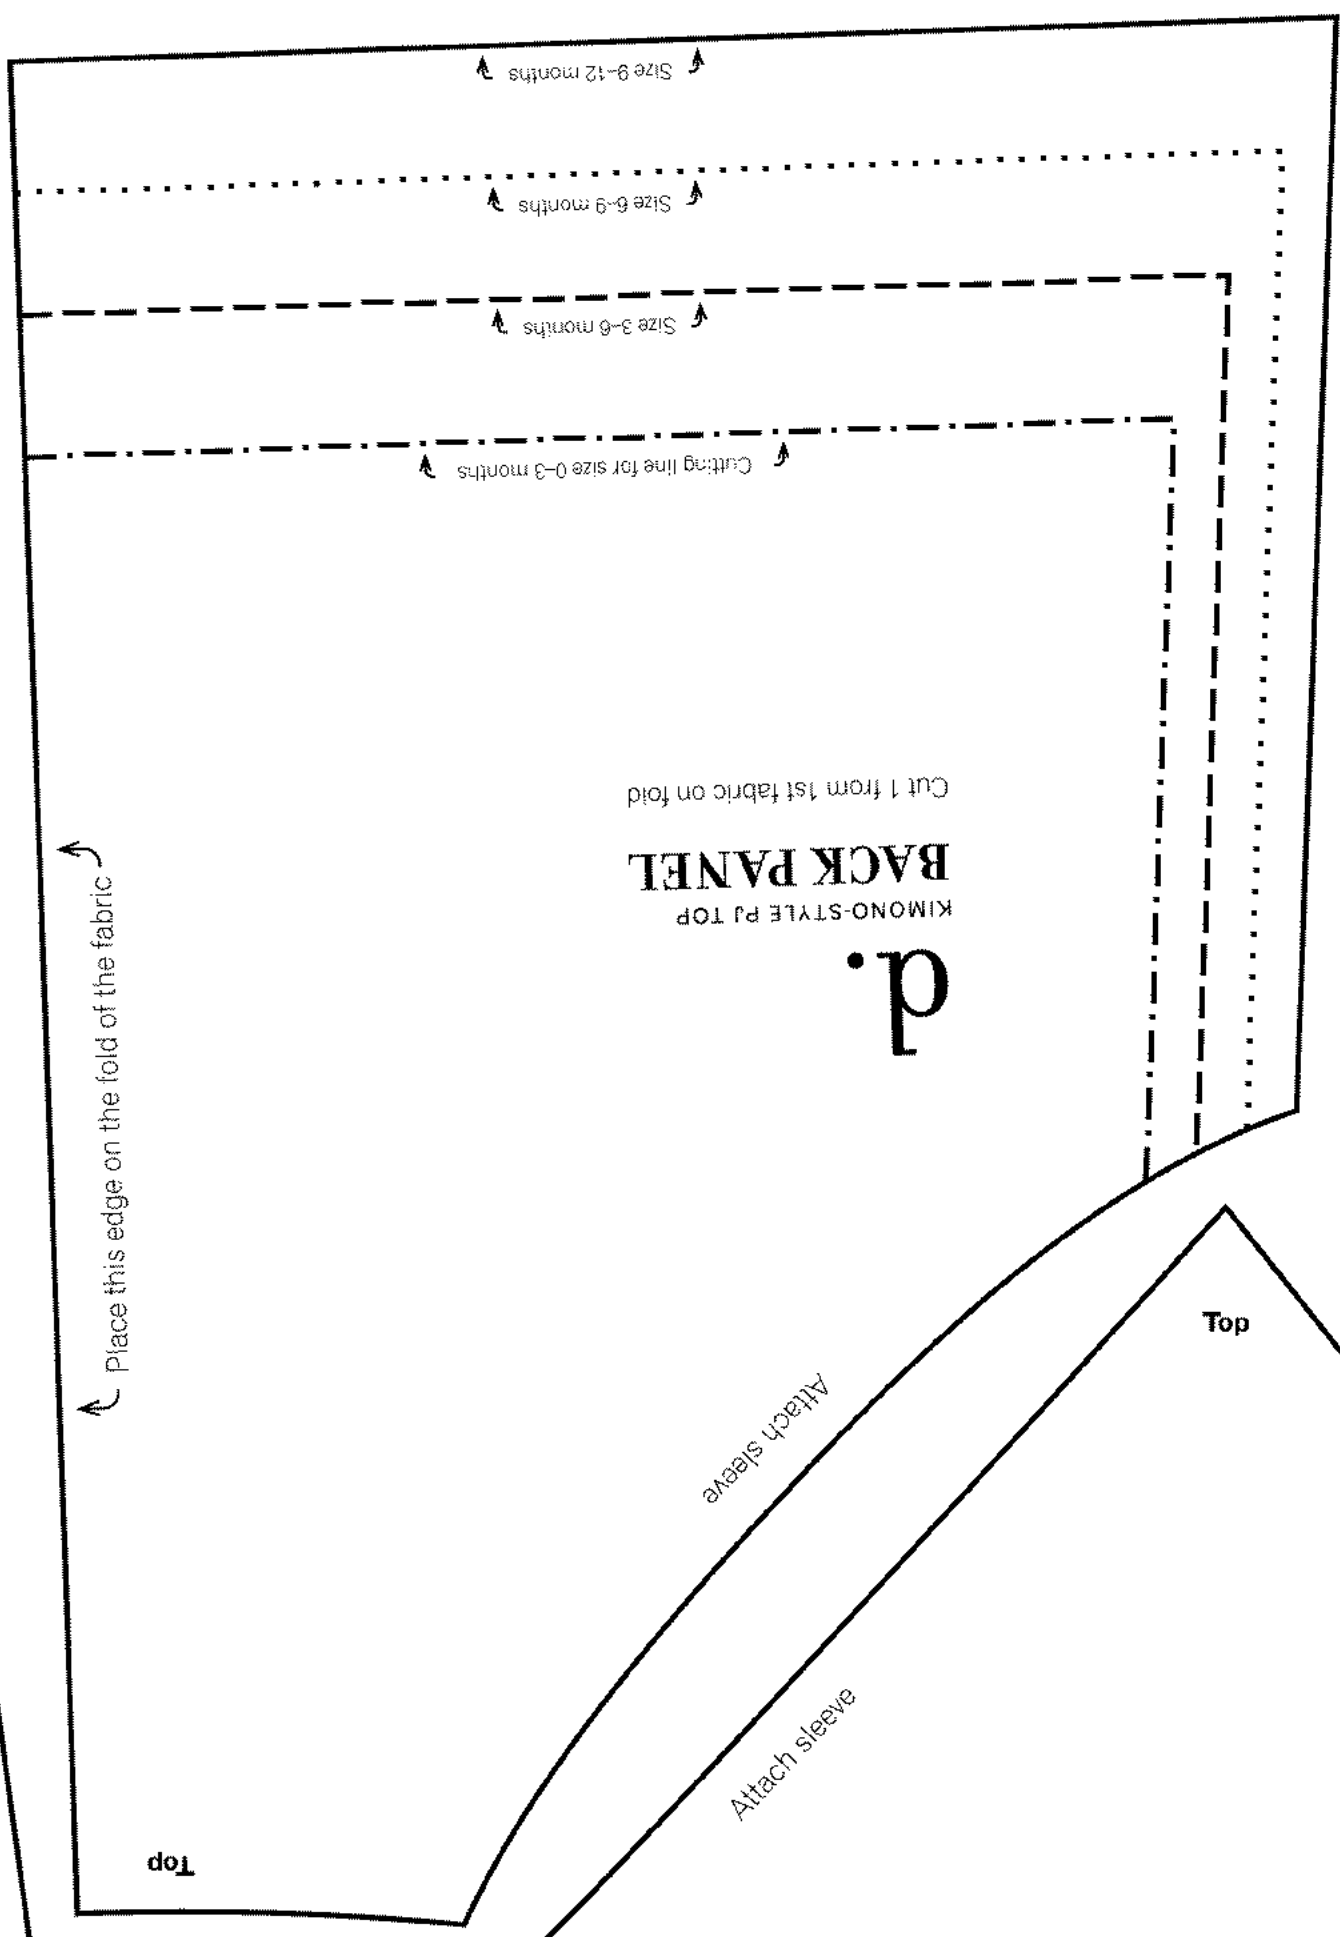 Top
Attach sleeve
d.
KIMONO-STYLE PJ TOP
BACK PANEL
Cut 1 from 1st fabric on fold
Place this edge on the fold of the fabric
Cutting line for size 0–3 months
Size 3–6 months
Size 6–9 months
Size 9–12 months
Top
Attach sleeve